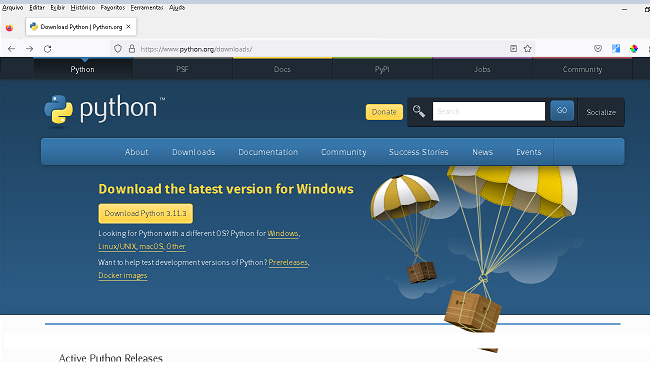 Arquivo Editar Exibir Histórico Favoritos Ferramentas Ajuda
Download Python | Python.org
https://www.python.org/downloads/
Python PSF Docs PyPI Jobs Community
python™
Donate Search GO Socialize
About Downloads Documentation Community Success Stories News Events
Download the latest version for Windows
Download Python 3.11.3
Looking for Python with a different OS? Python for Windows,
Linux/UNIX, macOS, Other
Want to help test development versions of Python? Prereleases,
Docker images
Active Python Releases